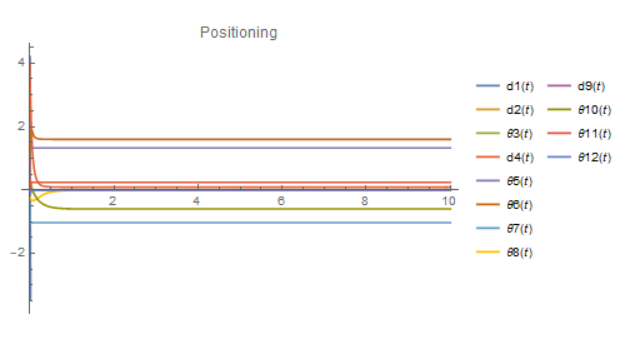 Positioning
4
2
-2
2 4 6 8 10
d1(t) d9(t)
d2(t) θ10(t)
θ3(t) θ11(t)
d4(t) θ12(t)
θ5(t)
θ6(t)
θ7(t)
θ8(t)